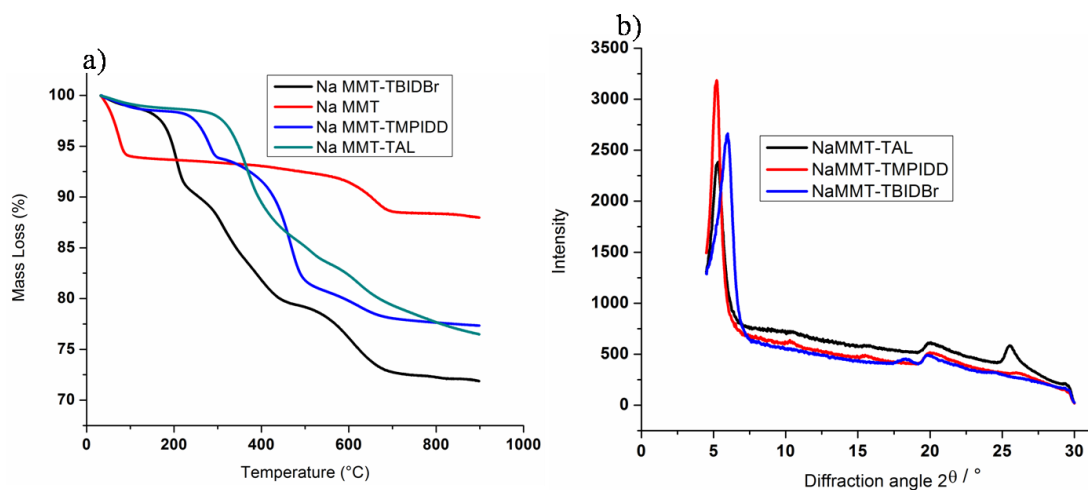 a)
Na MMT-TBIDBr
Na MMT
Na MMT-TMPIDD
Na MMT-TAL
100
95
90
85
80
75
70
Mass Loss (%)
0
200
400
600
800
1000
Temperature (°C)
b)
NaMMT-TAL
NaMMT-TMPIDD
NaMMT-TBIDBr
3500
3000
2500
2000
1500
1000
500
0
Intensity
0
5
10
15
20
25
30
Diffraction angle 2θ / °